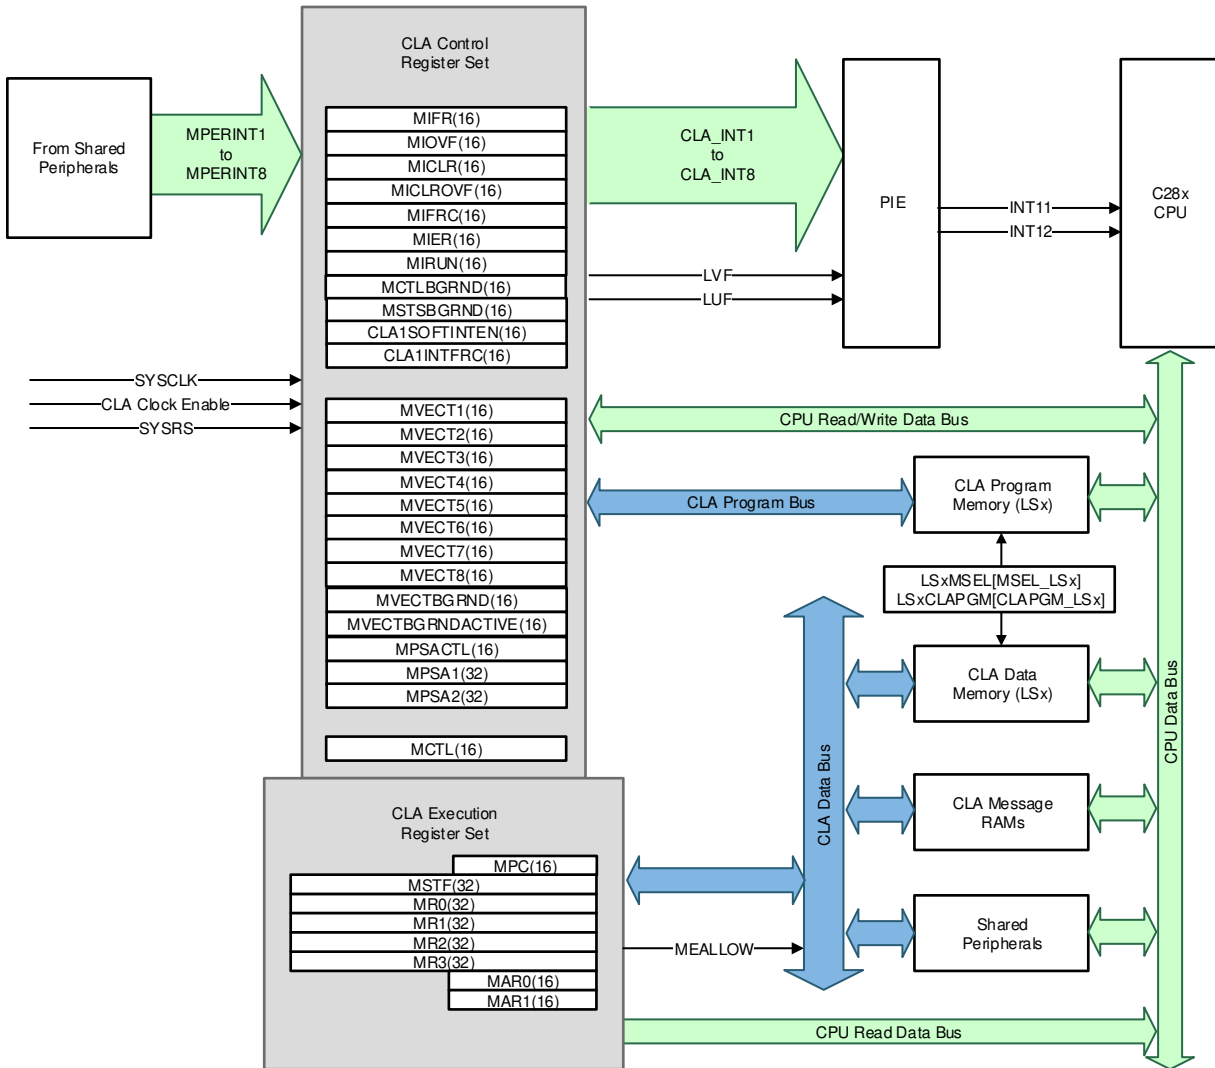 CLA Control
Register Set
From Shared
Peripherals
MPERINT1
to
MPERINT8
MIFR(16)
MIOVF(16)
MICLR(16)
MICLROVF(16)
MIFRC(16)
MIER(16)
MIRUN(16)
MCTLBGRND(16)
MSTSBGRND(16)
CLA1SOFTINTEN(16)
CLA1INTFRC(16)
CLA_INT1
to
CLA_INT8
LVF
LUF
PIE
INT11
INT12
C28x
CPU
SYSCLK
CLA Clock Enable
SYSRS
MVECT1(16)
MVECT2(16)
MVECT3(16)
MVECT4(16)
MVECT5(16)
MVECT6(16)
MVECT7(16)
MVECT8(16)
MVECTBGRND(16)
MVECTBGRNDACTIVE(16)
MPSACTL(16)
MPSA1(32)
MPSA2(32)
MCTL(16)
CPU Read/Write Data Bus
CLA Program Bus
CLA Program
Memory (LSx)
LSxMSEL[MSEL_LSx]
LSxCLAPGM[CLAPGM_LSx]
CLA Data
Memory (LSx)
CLA Message
RAMs
Shared
Peripherals
CLA Data Bus
CPU Data Bus
CLA Execution
Register Set
MPC(16)
MSTF(32)
MR0(32)
MR1(32)
MR2(32)
MR3(32)
MAR0(16)
MAR1(16)
MEALLOW
CPU Read Data Bus